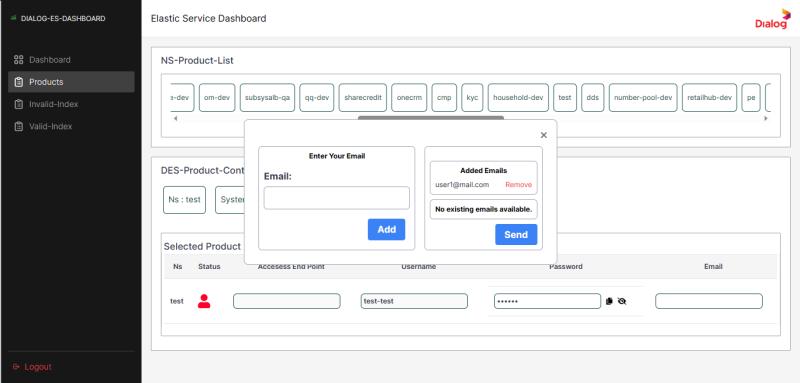 DIALOG-ES-DASHBOARD
Elastic Service Dashboard
Dialog
Dashboard
Products
Invalid-Index
Valid-Index
Logout
NS-Product-List
a-dev om-dev subsysalb-qa qq-dev sharecredit onecrm cmp kyc household-dev test dds number-pool-dev retailhub-dev pe
×
Enter Your Email
Email:
Add
Added Emails
user1@mail.com Remove
No existing emails available.
Send
DES-Product-Cont
Ns : test Syste
Selected Product
Ns Status Accesess End Point Username Password Email
test test-test ••••••